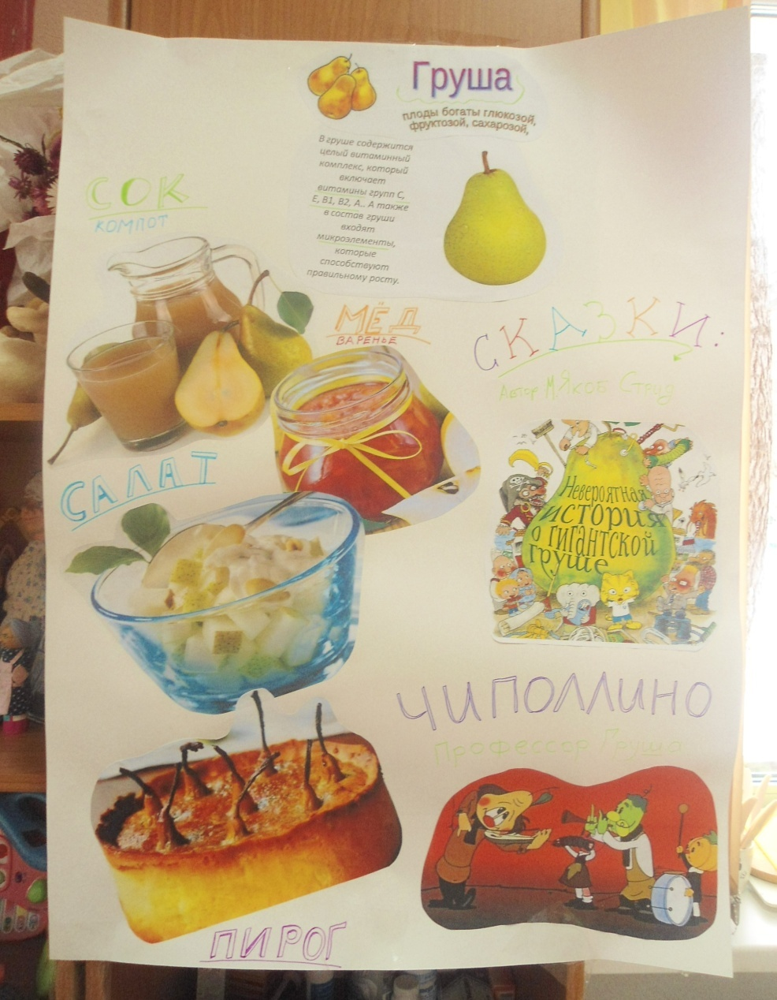 Груша
плоды богаты глюкозой,
фруктозой, сахарозой,
В груше содержится
целый витаминный
комплекс, который
включает
витамины групп С,
Е, В1, В2, А.. А также
в состав груши
входят
микроэлементы,
которые
способствуют
правильному росту.
СОК
КОМПОТ
МЁД
ВАРЕНЬЕ
СКАЗКИ:
Автор М.Якоб Стрид
Невероятная
история
о гигантской
груше
САЛАТ
ЧИПОЛЛИНО
Профессор Груша
ПИРОГ